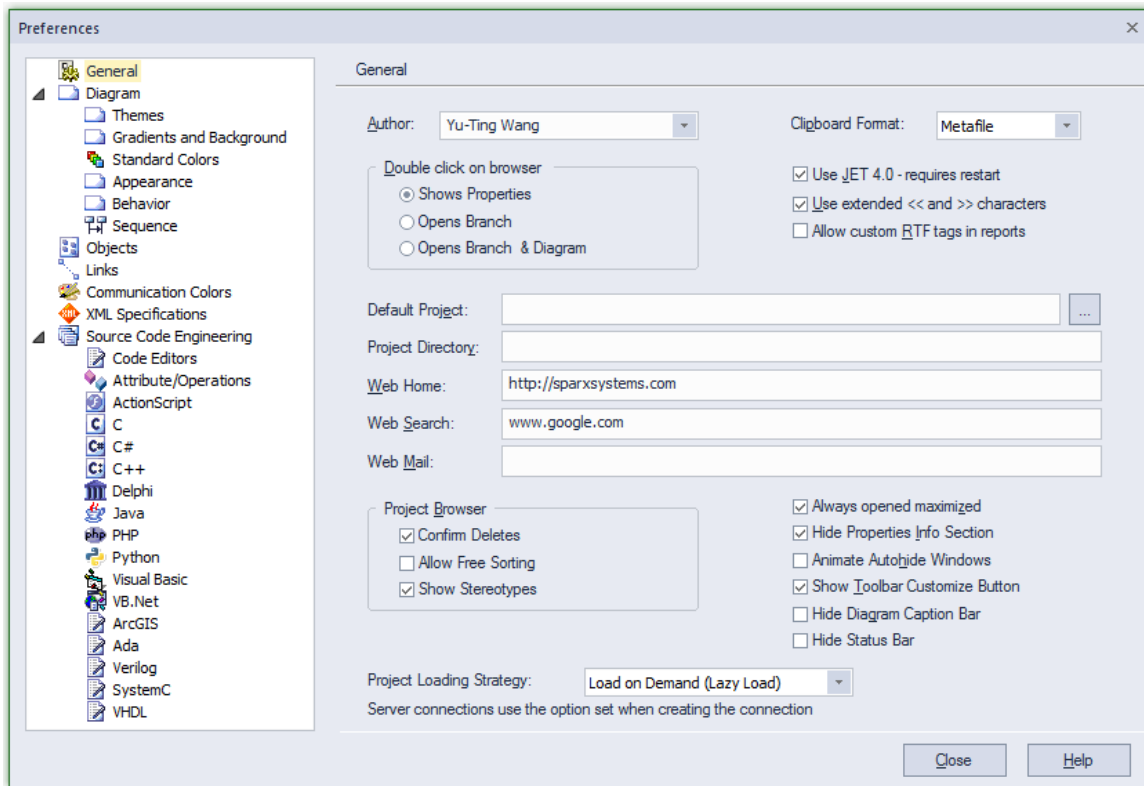 Preferences
General
Diagram
Themes
Gradients and Background
Standard Colors
Appearance
Behavior
Sequence
Objects
Links
Communication Colors
XML Specifications
Source Code Engineering
Code Editors
Attribute/Operations
ActionScript
C
C#
C++
Delphi
Java
php PHP
Python
Visual Basic
VB.Net
ArcGIS
Ada
Verilog
SystemC
VHDL
General
Author: Yu-Ting Wang
Clipboard Format: Metafile
Double click on browser
Shows Properties
Opens Branch
Opens Branch & Diagram
Use JET 4.0 - requires restart
Use extended << and >> characters
Allow custom RTF tags in reports
Default Project: ...
Project Directory:
Web Home: http://sparxsystems.com
Web Search: www.google.com
Web Mail:
Project Browser
Confirm Deletes
Allow Free Sorting
Show Stereotypes
Always opened maximized
Hide Properties Info Section
Animate Autohide Windows
Show Toolbar Customize Button
Hide Diagram Caption Bar
Hide Status Bar
Project Loading Strategy: Load on Demand (Lazy Load)
Server connections use the option set when creating the connection
Close Help